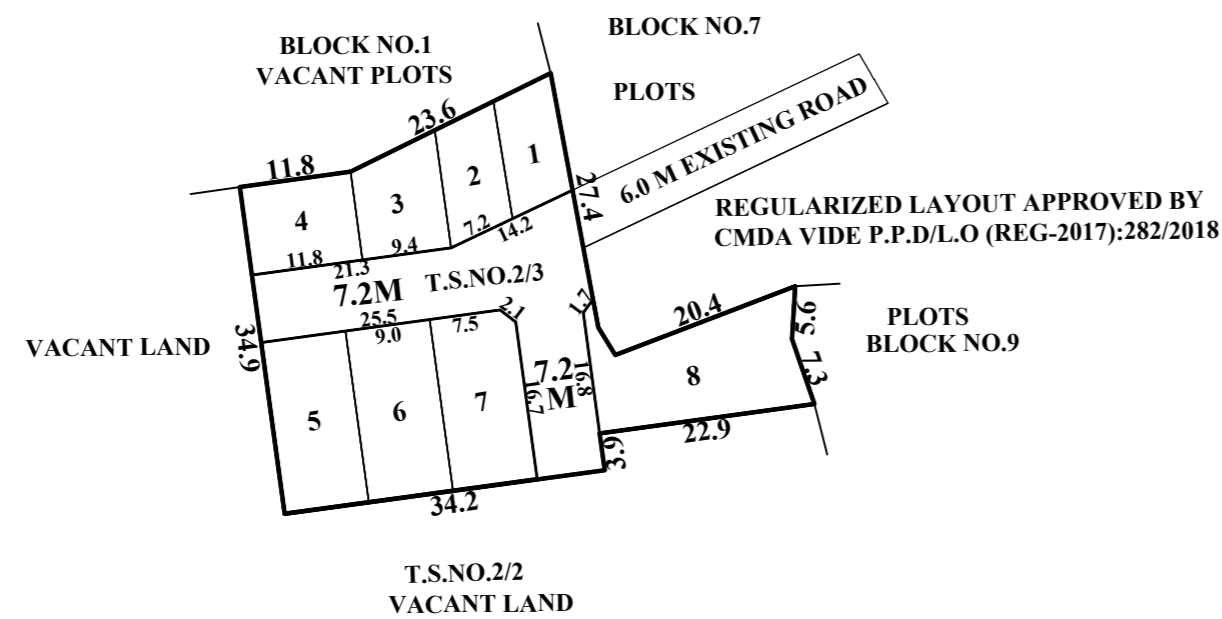 BLOCK NO.7
BLOCK NO.1
VACANT PLOTS
PLOTS
6.0 M EXISTING ROAD
23.6
11.8
1
2
3
4
27.4
REGULARIZED LAYOUT APPROVED BY
CMDA VIDE P.P.D/L.O (REG-2017):282/2018
7.2
14.2
9.4
11.8
21.3
T.S.NO.2/3
7.2M
25.5
9.0
7.5
2.1
1.7
20.4
5.6
7.3
PLOTS
BLOCK NO.9
VACANT LAND
34.9
7.2
M
16.7
16.8
5
6
7
8
22.9
3.9
34.2
T.S.NO.2/2
VACANT LAND